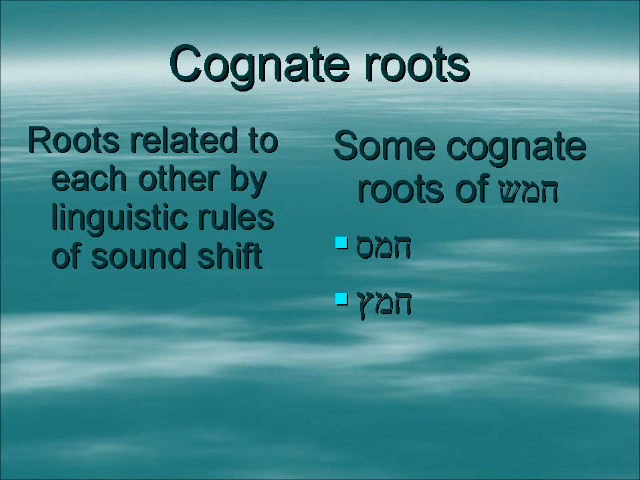 Cognate roots
Roots related to
each other by
linguistic rules
of sound shift
Some cognate
roots of חמש
חמס
חמץ